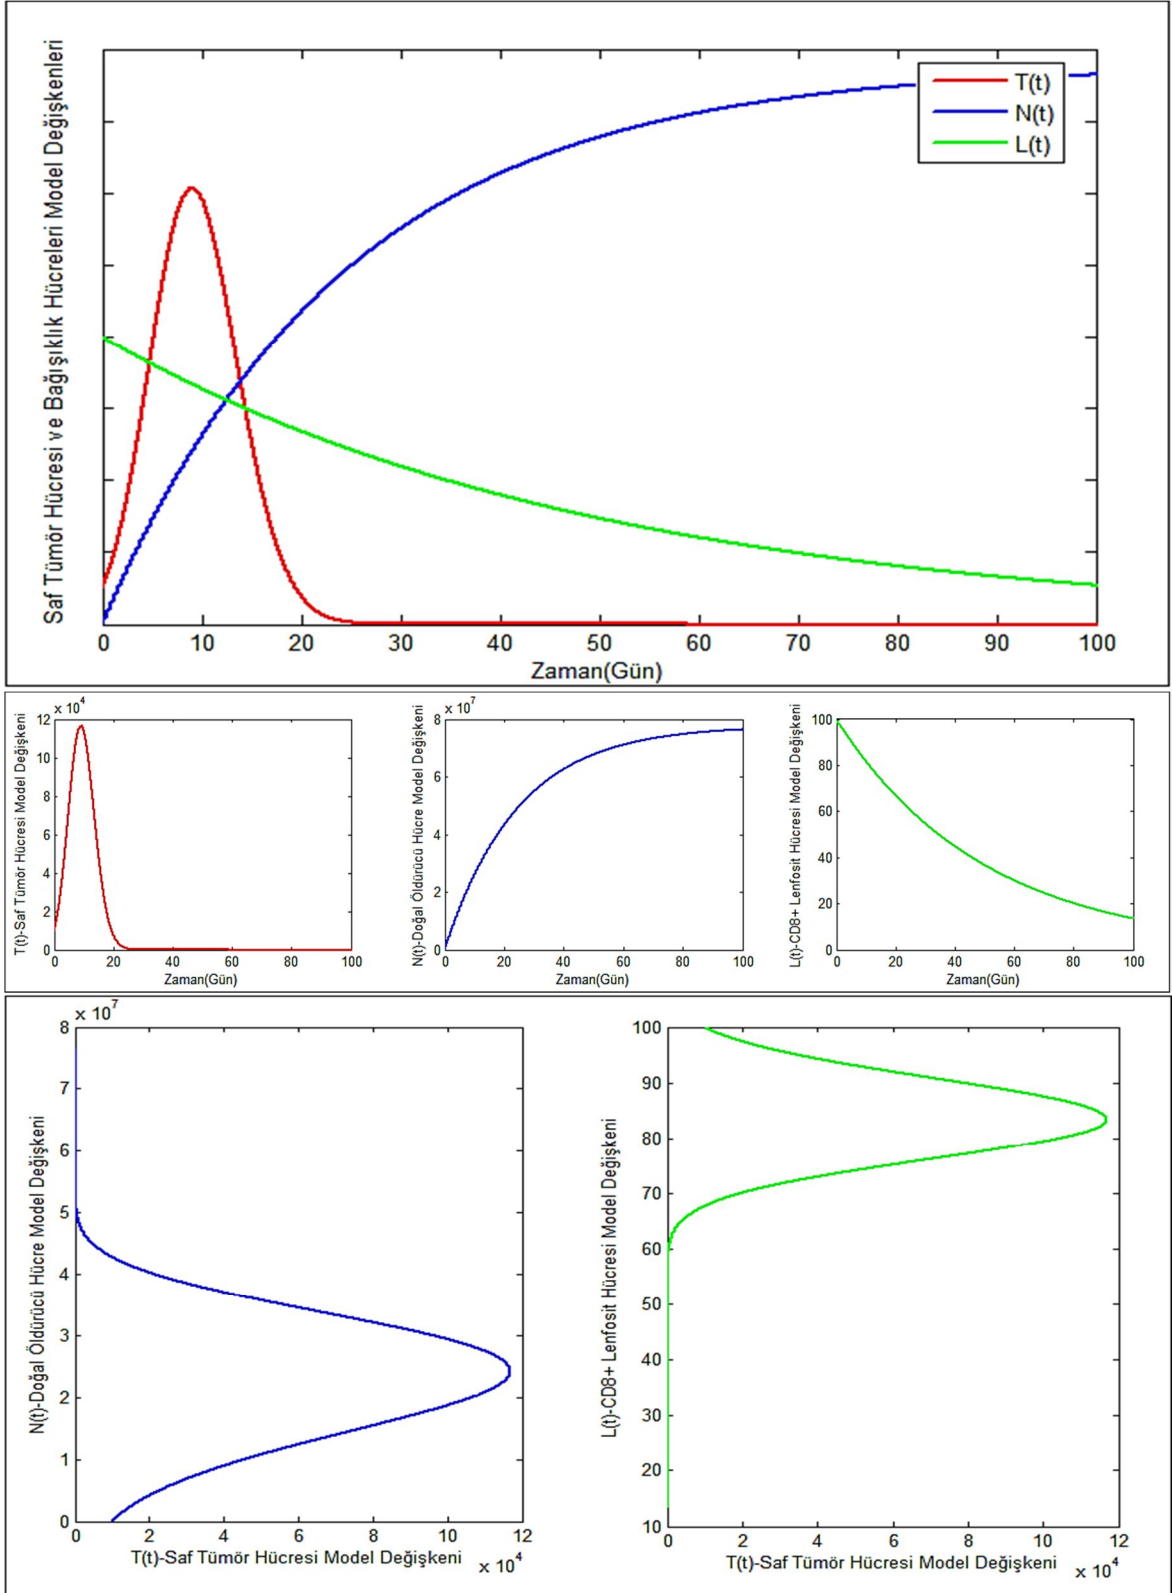 Saf Tümör Hücresi ve Bağışıklık Hücreleri Model Değişkenleri
T(t)
N(t)
L(t)
0 10 20 30 40 50 60 70 80 90 100
Zaman(Gün)
x 10^4
T(t)-Saf Tümör Hücresi Model Değişkeni
12
10
8
6
4
2
0
0 20 40 60 80 100
Zaman(Gün)
x 10^7
N(t)-Doğal Öldürücü Hücre Model Değişkeni
8
6
4
2
0
0 20 40 60 80 100
Zaman(Gün)
L(t)-CD8+ Lenfosit Hücresi Model Değişkeni
100
80
60
40
20
0
0 20 40 60 80 100
Zaman(Gün)
x 10^7
N(t)-Doğal Öldürücü Hücre Model Değişkeni
8
7
6
5
4
3
2
1
0
0 2 4 6 8 10 12
T(t)-Saf Tümör Hücresi Model Değişkeni x 10^4
L(t)-CD8+ Lenfosit Hücresi Model Değişkeni
100
90
80
70
60
50
40
30
20
10
0 2 4 6 8 10 12
T(t)-Saf Tümör Hücresi Model Değişkeni x 10^4